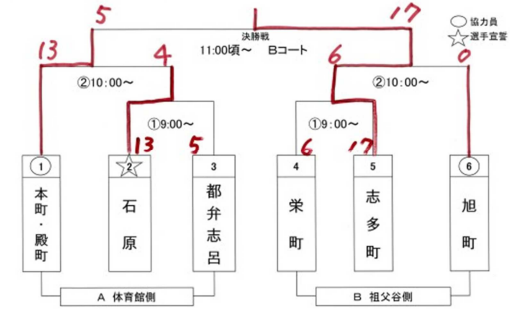 協力員
選手宣誓
5
17
決勝戦
11:00頃~ Bコート
13
4
6
0
②10:00~
②10:00~
①9:00~
①9:00~
13
5
6
17
1
2
3
4
5
6
本町・殿町
石原
都弁志呂
栄町
志多町
旭町
A 体育館側
B 祖父谷側